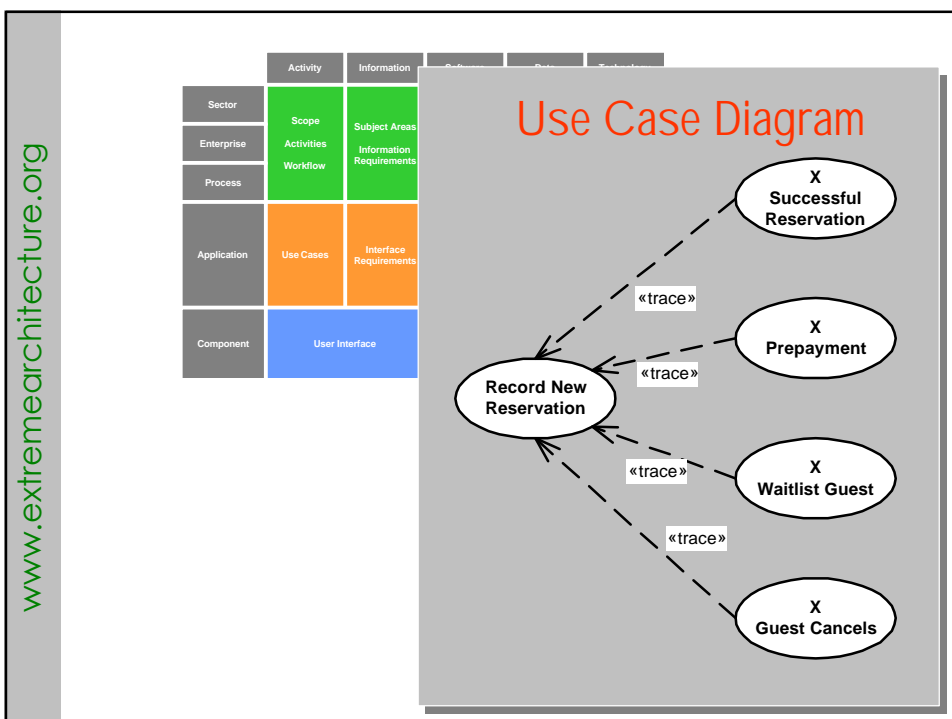 www.extremearchitecture.org
Activity
Information
Sector
Enterprise
Process
Scope
Activities
Workflow
Subject Areas
Information
Requirements
Application
Use Cases
Interface
Requirements
Component
User Interface
Use Case Diagram
X
Successful
Reservation
«trace»
X
Prepayment
«trace»
Record New
Reservation
X
Waitlist Guest
«trace»
«trace»
X
Guest Cancels